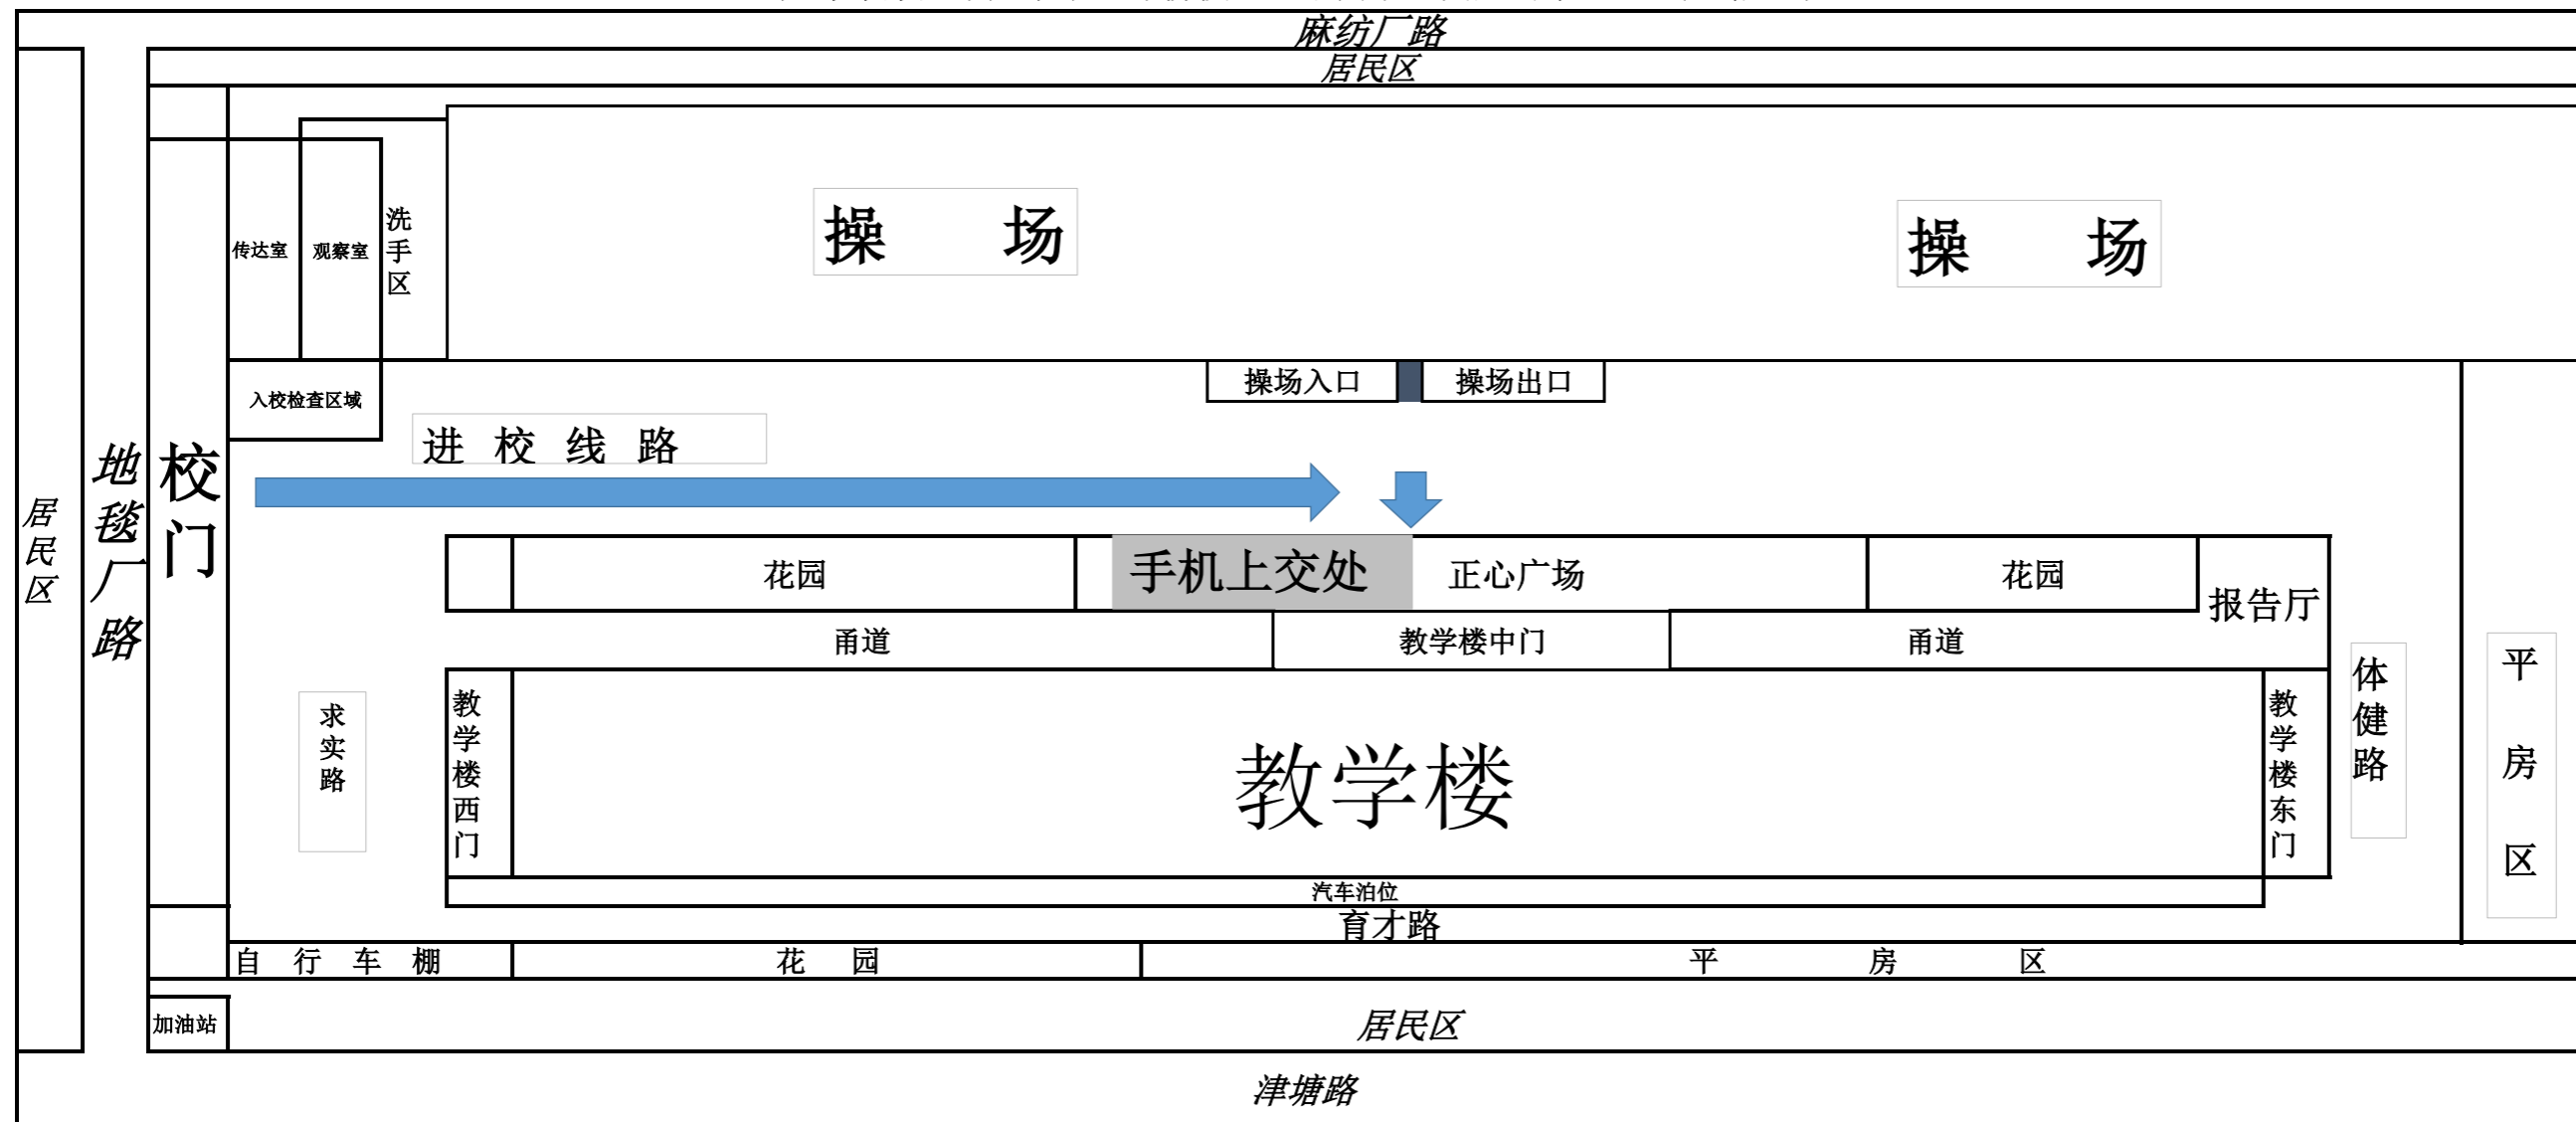 麻纺厂路
居民区
操 场
操 场
传达室
观察室
洗手区
操场入口
操场出口
入校检查区域
进校线路
居民区
地毯厂路
校门
花园
手机上交处
正心广场
花园
报告厅
甬道
教学楼中门
甬道
求实路
教学楼西门
教学楼
教学楼东门
体健路
平房区
汽车泊位
育才路
自行车棚
花园
平房区
加油站
居民区
津塘路